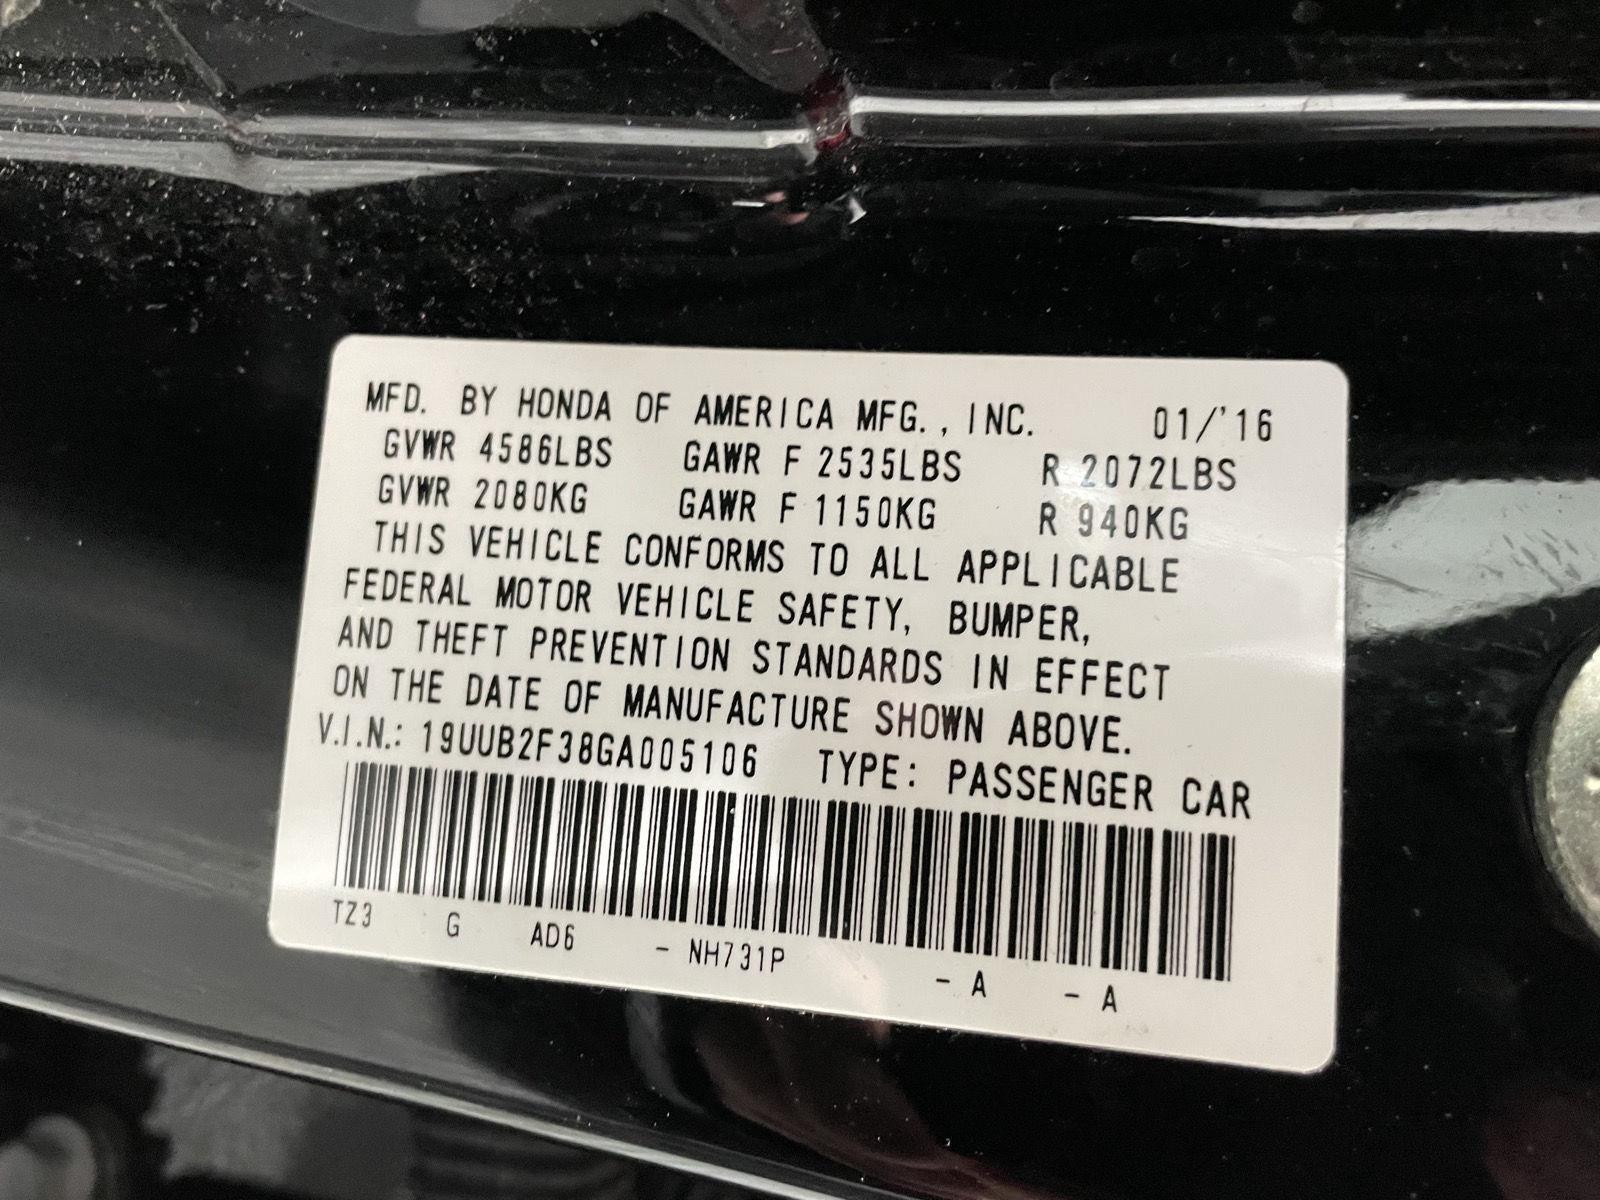 MFD. BY HONDA OF AMERICA MFG., INC. 01/'16
GVWR 4586LBS GAWR F 2535LBS R 2072LBS
GVWR 2080KG GAWR F 1150KG R 940KG
THIS VEHICLE CONFORMS TO ALL APPLICABLE
FEDERAL MOTOR VEHICLE SAFETY, BUMPER,
AND THEFT PREVENTION STANDARDS IN EFFECT
ON THE DATE OF MANUFACTURE SHOWN ABOVE.
V.I.N.: 19UUB2F38GA005106 TYPE: PASSENGER CAR
TZ3 G AD6 - NH731P - A - A